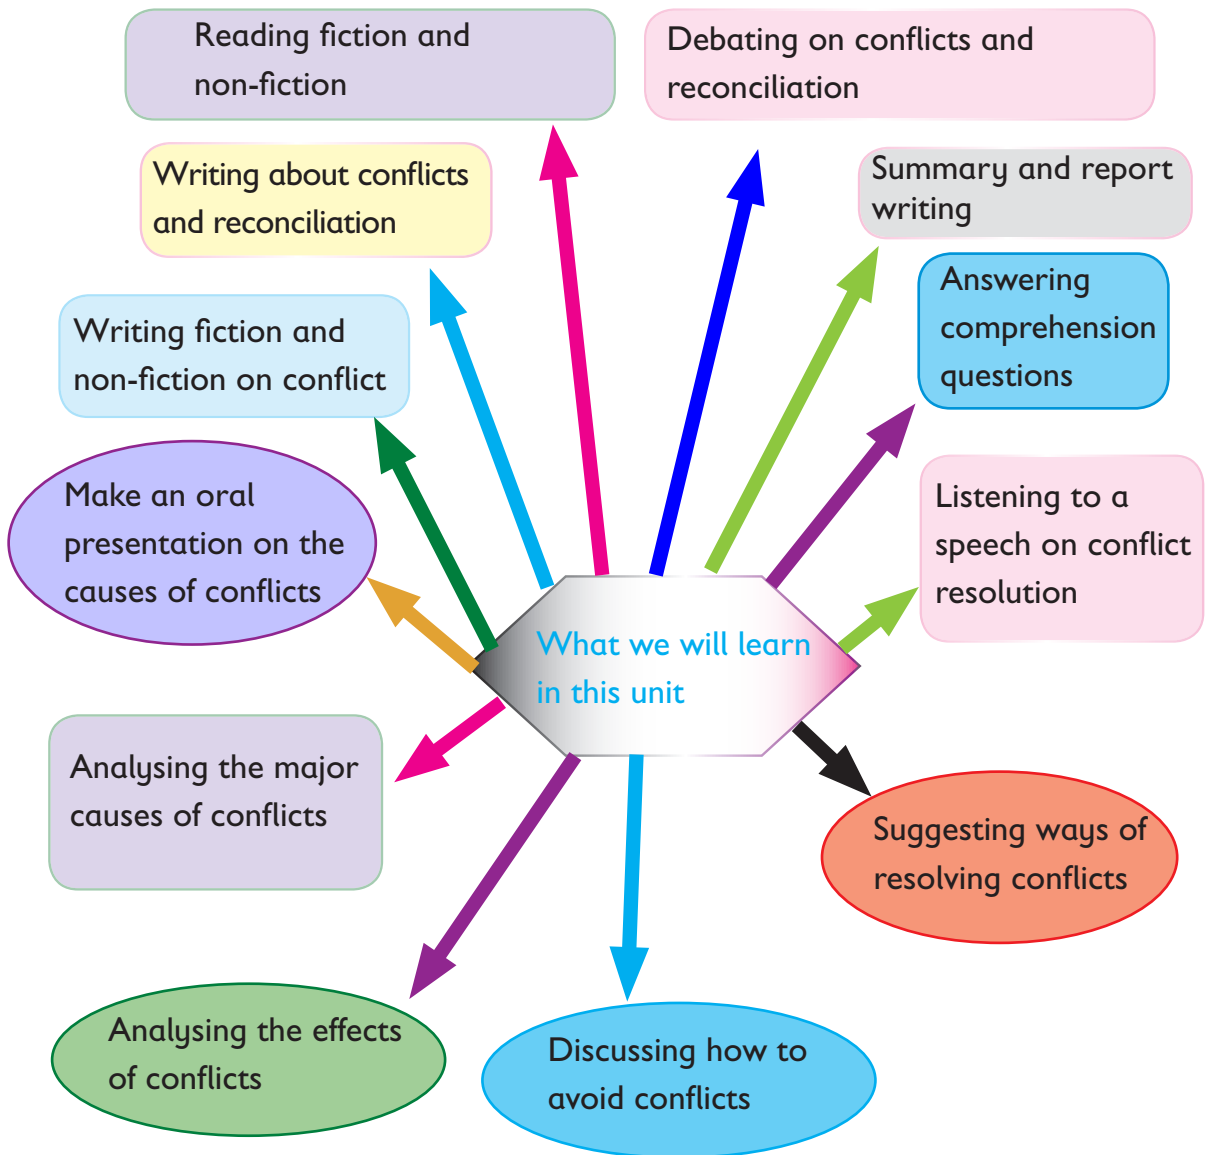 Reading fiction and
non-fiction
Debating on conflicts and
reconciliation
Writing about conflicts
and reconciliation
Summary and report
writing
Writing fiction and
non-fiction on conflict
Answering
comprehension
questions
Make an oral
presentation on the
causes of conflicts
Listening to a
speech on conflict
resolution
What we will learn
in this unit
Analysing the major
causes of conflicts
Suggesting ways of
resolving conflicts
Analysing the effects
of conflicts
Discussing how to
avoid conflicts